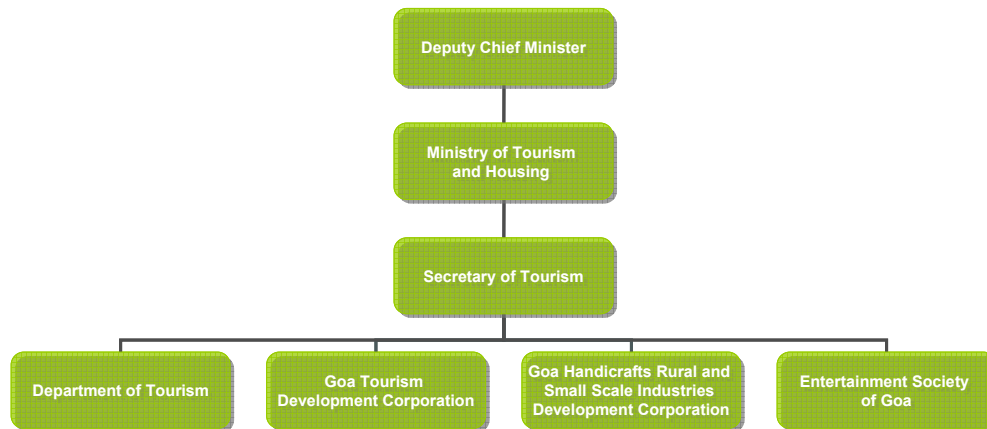 Deputy Chief Minister
Ministry of Tourism
and Housing
Secretary of Tourism
Department of Tourism
Goa Tourism
Development Corporation
Goa Handicrafts Rural and
Small Scale Industries
Development Corporation
Entertainment Society
of Goa